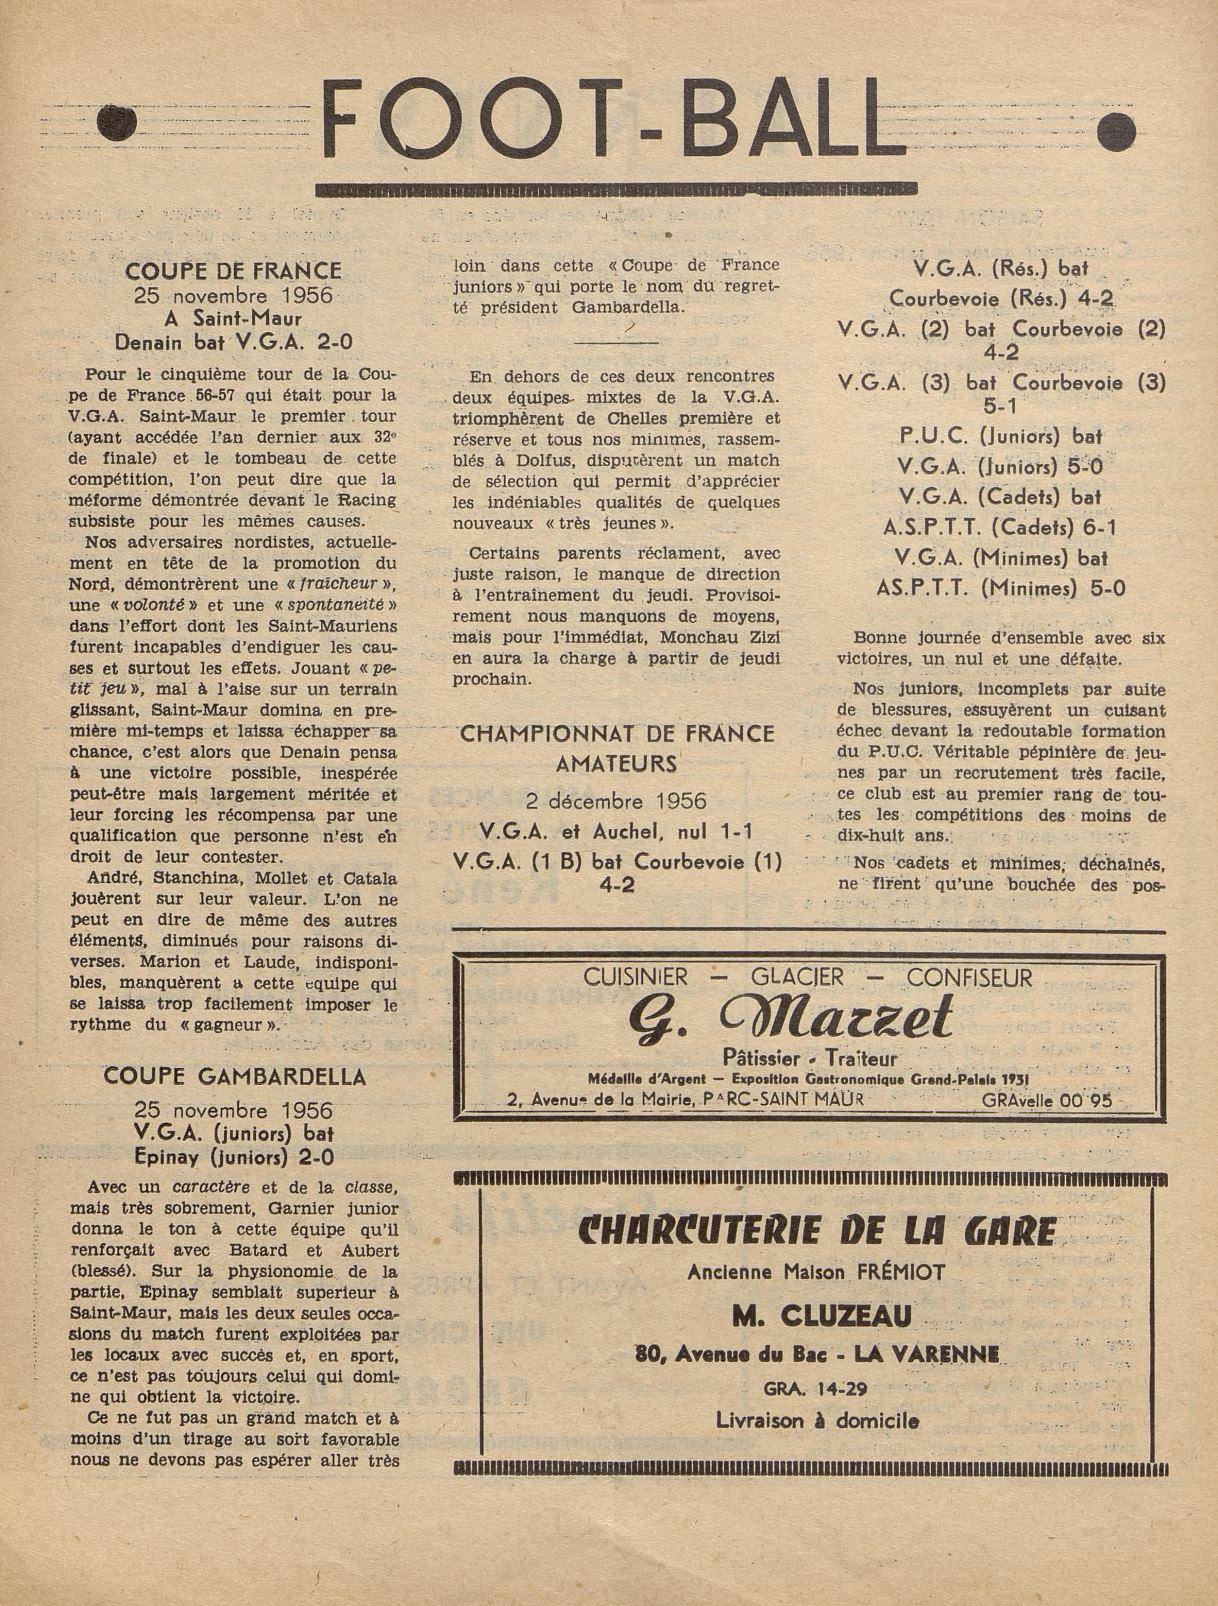 FOOT-BALL
COUPE DE FRANCE
25 novembre 1956
A Saint-Maur
Denain bat V.G.A. 2-0
Pour le cinquième tour de la Cou-
pe de France 56-57 qui était pour la
V.G.A. Saint-Maur le premier tour
(ayant accédée l'an dernier aux 32e
de finale) et le tombeau de cette
compétition, l'on peut dire que la
méforme démontrée devant le Racing
subsiste pour les mêmes causes.
Nos adversaires nordistes, actuelle-
ment en tête de la promotion du
Nord, démontrèrent une « fraîcheur »,
une « volonté » et une « spontanéité »
dans l'effort dont les Saint-Mauriens
furent incapables d'endiguer les cau-
ses et surtout les effets. Jouant « pe-
tit jeu », mal à l'aise sur un terrain
glissant, Saint-Maur domina en pre-
mière mi-temps et laissa échapper sa
chance, c'est alors que Denain pensa
à une victoire possible, inespérée
peut-être mais largement méritée et
leur forcing les récompensa par une
qualification que personne n'est en
droit de leur contester.
André, Stanchina, Mollet et Catala
jouèrent sur leur valeur. L'on ne
peut en dire de même des autres
éléments, diminués pour raisons di-
verses. Marion et Laude, indisponi-
bles, manquèrent a cette equipe qui
se laissa trop facilement imposer le
rythme du « gagneur ».
COUPE GAMBARDELLA
25 novembre 1956
V.G.A. (juniors) bat
Epinay (juniors) 2-0
Avec un caractère et de la classe,
mais très sobrement, Garnier junior
donna le ton à cette équipe qu'il
renforçait avec Batard et Aubert
(blessé). Sur la physionomie de la
partie, Epinay semblait superieur à
Saint-Maur, mais les deux seules occa-
sions du match furent exploitées par
les locaux avec succès et, en sport,
ce n'est pas toujours celui qui domi-
ne qui obtient la victoire.
Ce ne fut pas un grand match et à
moins d'un tirage au sort favorable
nous ne devons pas espérer aller très
loin dans cette « Coupe de France
juniors » qui porte le nom du regret-
té président Gambardella.
En dehors de ces deux rencontres
deux équipes mixtes de la V.G.A.
triomphèrent de Chelles première et
réserve et tous nos minimes, rassem-
blés à Dolfus, disputèrent un match
de sélection qui permit d'apprécier
les indéniables qualités de quelques
nouveaux « très jeunes ».
Certains parents réclament, avec
juste raison, le manque de direction
à l'entraînement du jeudi. Provisoi-
rement nous manquons de moyens,
mais pour l'immédiat, Monchau Zizi
en aura la charge à partir de jeudi
prochain.
CHAMPIONNAT DE FRANCE
AMATEURS
2 décembre 1956
V.G.A. et Auchel, nul 1-1
V.G.A. (1 B) bat Courbevoie (1)
4-2
V.G.A. (Rés.) bat
Courbevoie (Rés.) 4-2
V.G.A. (2) bat Courbevoie (2)
4-2
V.G.A. (3) bat Courbevoie (3)
5-1
P.U.C. (Juniors) bat
V.G.A. (Juniors) 5-0
V.G.A. (Cadets) bat
A.S.P.T.T. (Cadets) 6-1
V.G.A. (Minimes) bat
AS.P.T.T. (Minimes) 5-0
Bonne journée d'ensemble avec six
victoires, un nul et une défaite.
Nos juniors, incomplets par suite
de blessures, essuyèrent un cuisant
échec devant la redoutable formation
du P.U.C. Véritable pépinière de jeu-
nes par un recrutement très facile,
ce club est au premier rang de tou-
tes les compétitions des moins de
dix-huit ans.
Nos cadets et minimes, déchaînés,
ne firent qu'une bouchée des pos-
CUISINIER — GLACIER — CONFISEUR
G. Marzet
Pâtissier - Traiteur
Médaille d'Argent — Exposition Gastronomique Grand-Palais 1931
2, Avenue de la Mairie, PARC-SAINT MAUR GRAvelle 00 95
CHARCUTERIE DE LA GARE
Ancienne Maison FRÉMIOT
M. CLUZEAU
80, Avenue du Bac - LA VARENNE
GRA. 14-29
Livraison à domicile